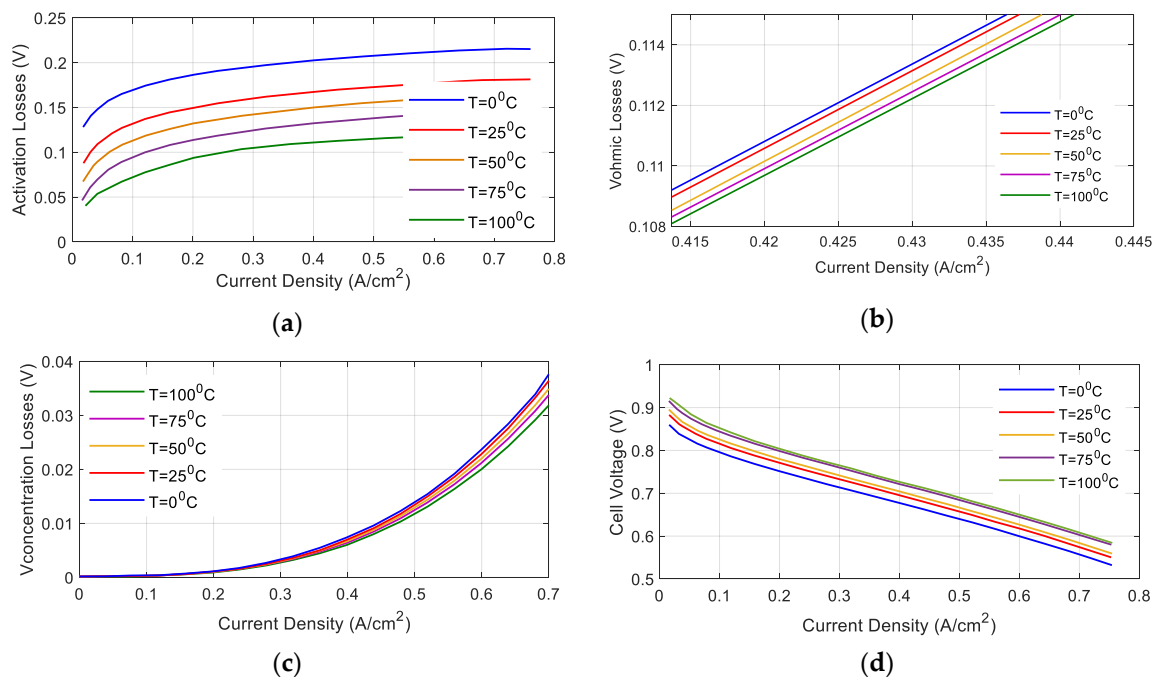 0.25
0.2
0.15
0.1
0.05
0
Activation Losses (V)
T=0⁰C
T=25⁰C
T=50⁰C
T=75⁰C
T=100⁰C
0 0.1 0.2 0.3 0.4 0.5 0.6 0.7 0.8
Current Density (A/cm²)
(a)
0.114
0.112
0.11
0.108
Vohmic Losses (V)
T=0⁰C
T=25⁰C
T=50⁰C
T=75⁰C
T=100⁰C
0.415 0.42 0.425 0.43 0.435 0.44 0.445
Current Density (A/cm²)
(b)
0.04
0.03
0.02
0.01
0
Vconcentration Losses (V)
T=100⁰C
T=75⁰C
T=50⁰C
T=25⁰C
T=0⁰C
0 0.1 0.2 0.3 0.4 0.5 0.6 0.7
Current Density (A/cm²)
(c)
1
0.9
0.8
0.7
0.6
0.5
Cell Voltage (V)
T=0⁰C
T=25⁰C
T=50⁰C
T=75⁰C
T=100⁰C
0 0.1 0.2 0.3 0.4 0.5 0.6 0.7 0.8
Current Density (A/cm²)
(d)